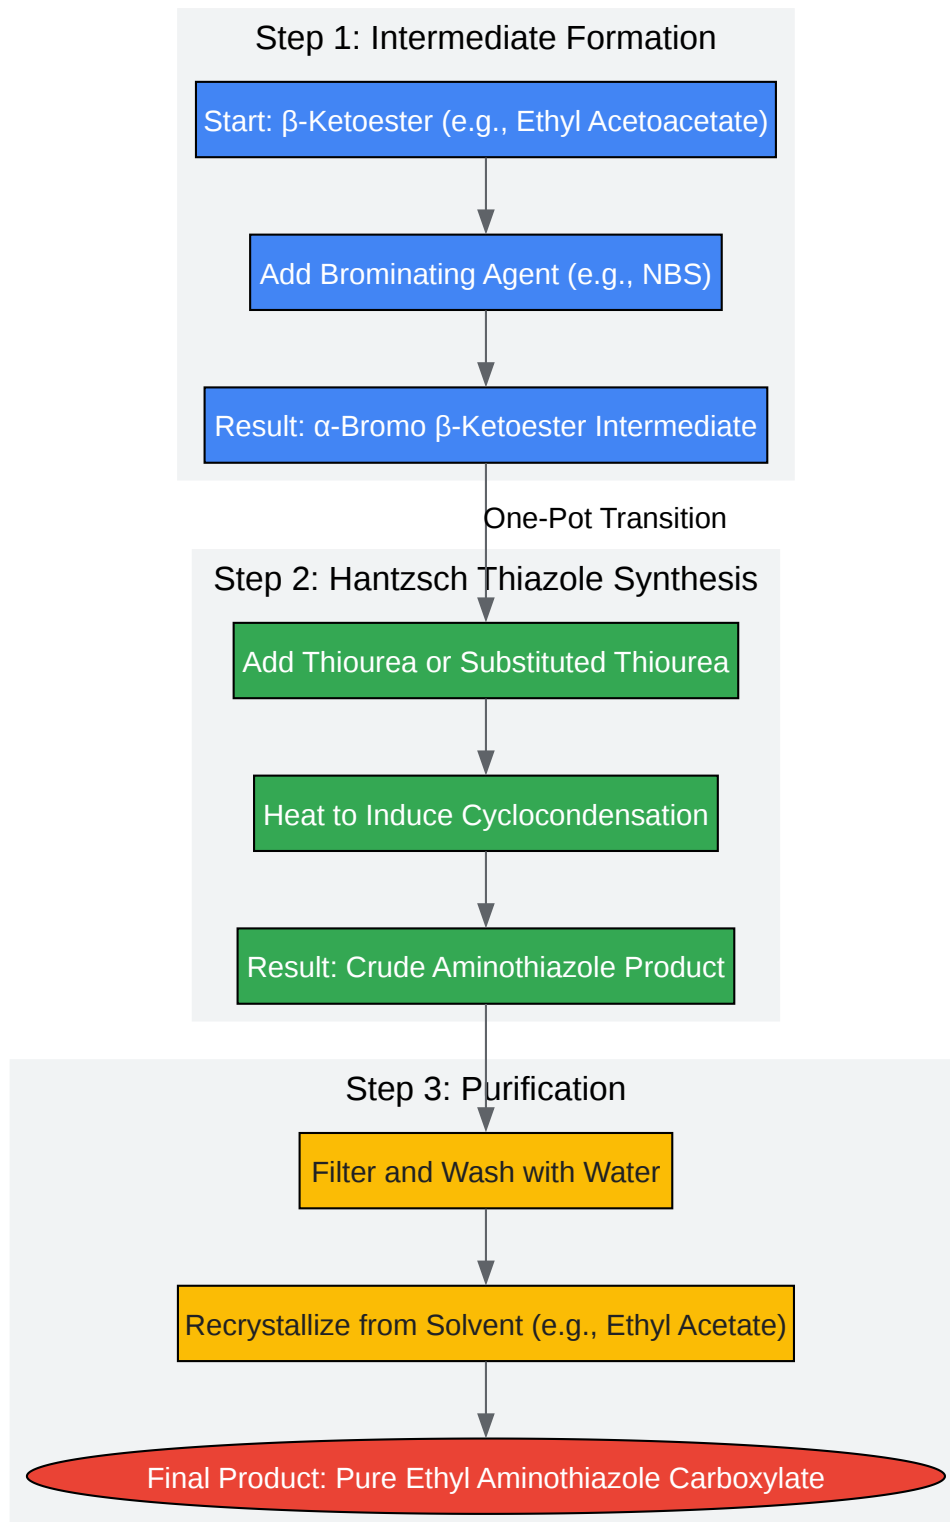 Step 1: Intermediate Formation
Start: β-Ketoester (e.g., Ethyl Acetoacetate)
Add Brominating Agent (e.g., NBS)
Result: α-Bromo β-Ketoester Intermediate
One-Pot Transition
Step 2: Hantzsch Thiazole Synthesis
Add Thiourea or Substituted Thiourea
Heat to Induce Cyclocondensation
Result: Crude Aminothiazole Product
Step 3: Purification
Filter and Wash with Water
Recrystallize from Solvent (e.g., Ethyl Acetate)
Final Product: Pure Ethyl Aminothiazole Carboxylate